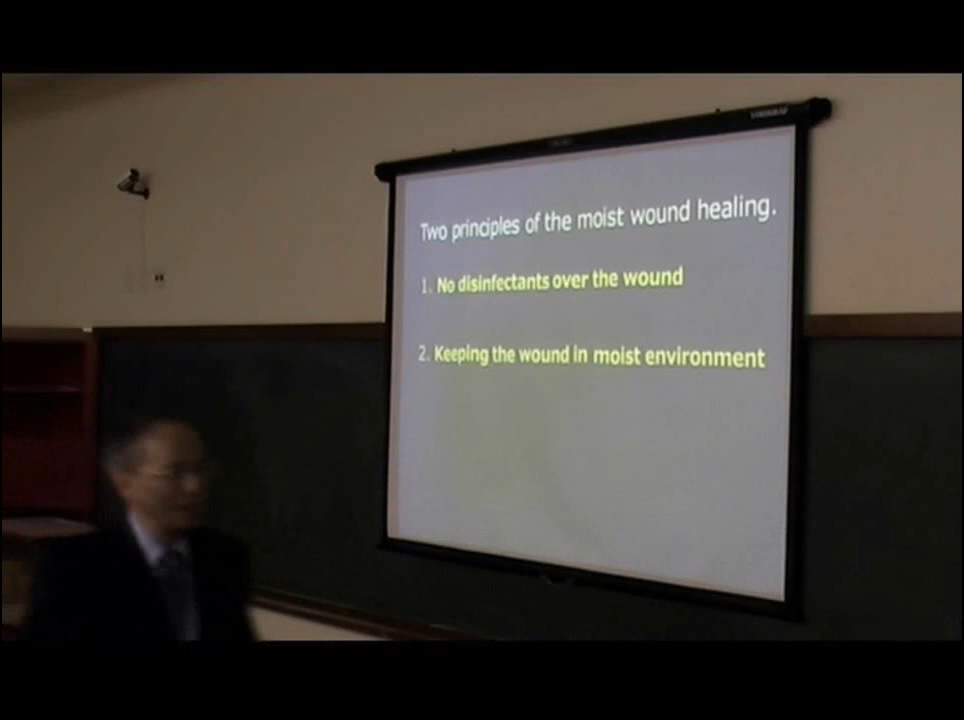 Two principles of the moist wound healing.
1. No disinfectants over the wound
2. Keeping the wound in moist environment